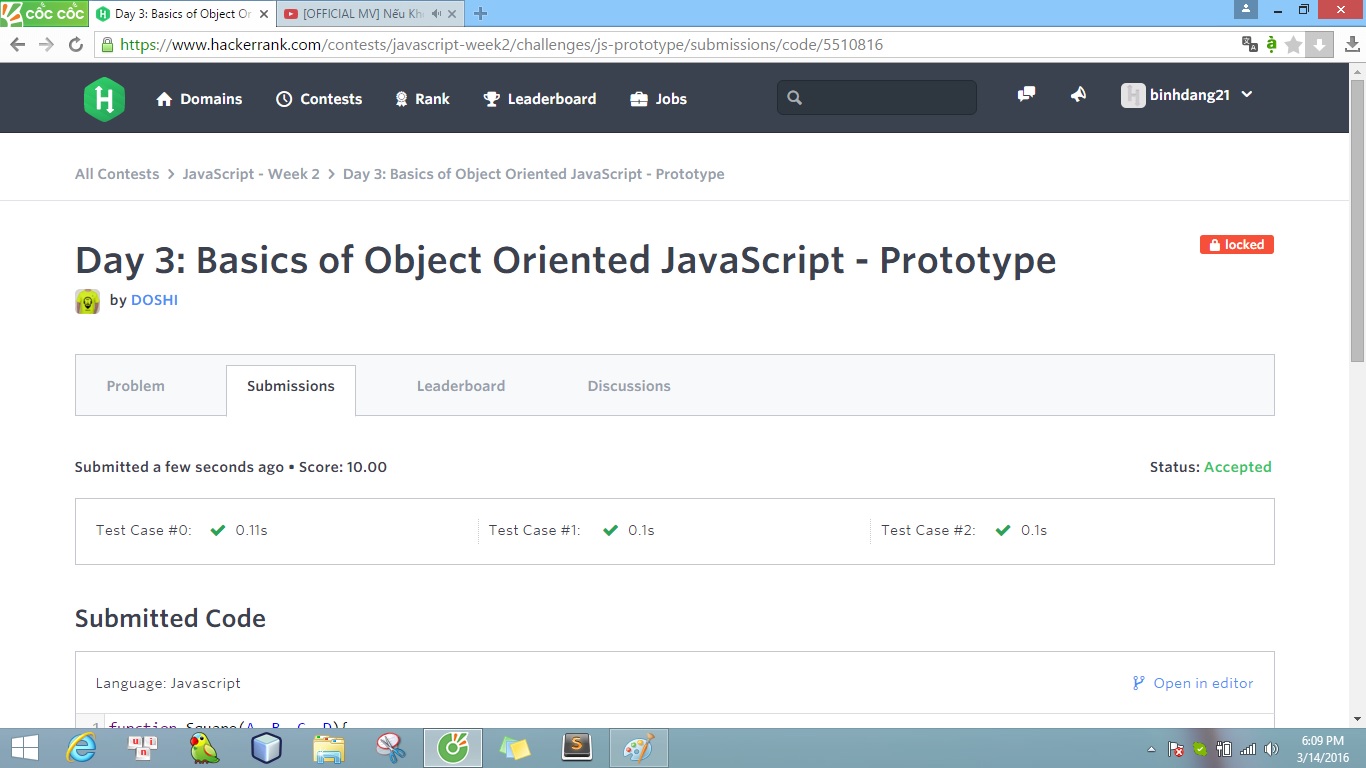 CỐC CỐC
Day 3: Basics of Object Or
[OFFICIAL MV] Nếu Kh
https://www.hackerrank.com/contests/javascript-week2/challenges/js-prototype/submissions/code/5510816
Domains Contests Rank Leaderboard Jobs binhdang21
All Contests > JavaScript - Week 2 > Day 3: Basics of Object Oriented JavaScript - Prototype
Day 3: Basics of Object Oriented JavaScript - Prototype
locked
by DOSHI
Problem Submissions Leaderboard Discussions
Submitted a few seconds ago • Score: 10.00 Status: Accepted
Test Case #0: 0.11s Test Case #1: 0.1s Test Case #2: 0.1s
Submitted Code
Language: Javascript Open in editor
1 function Square(A, B, C, D){
6:09 PM
3/14/2016